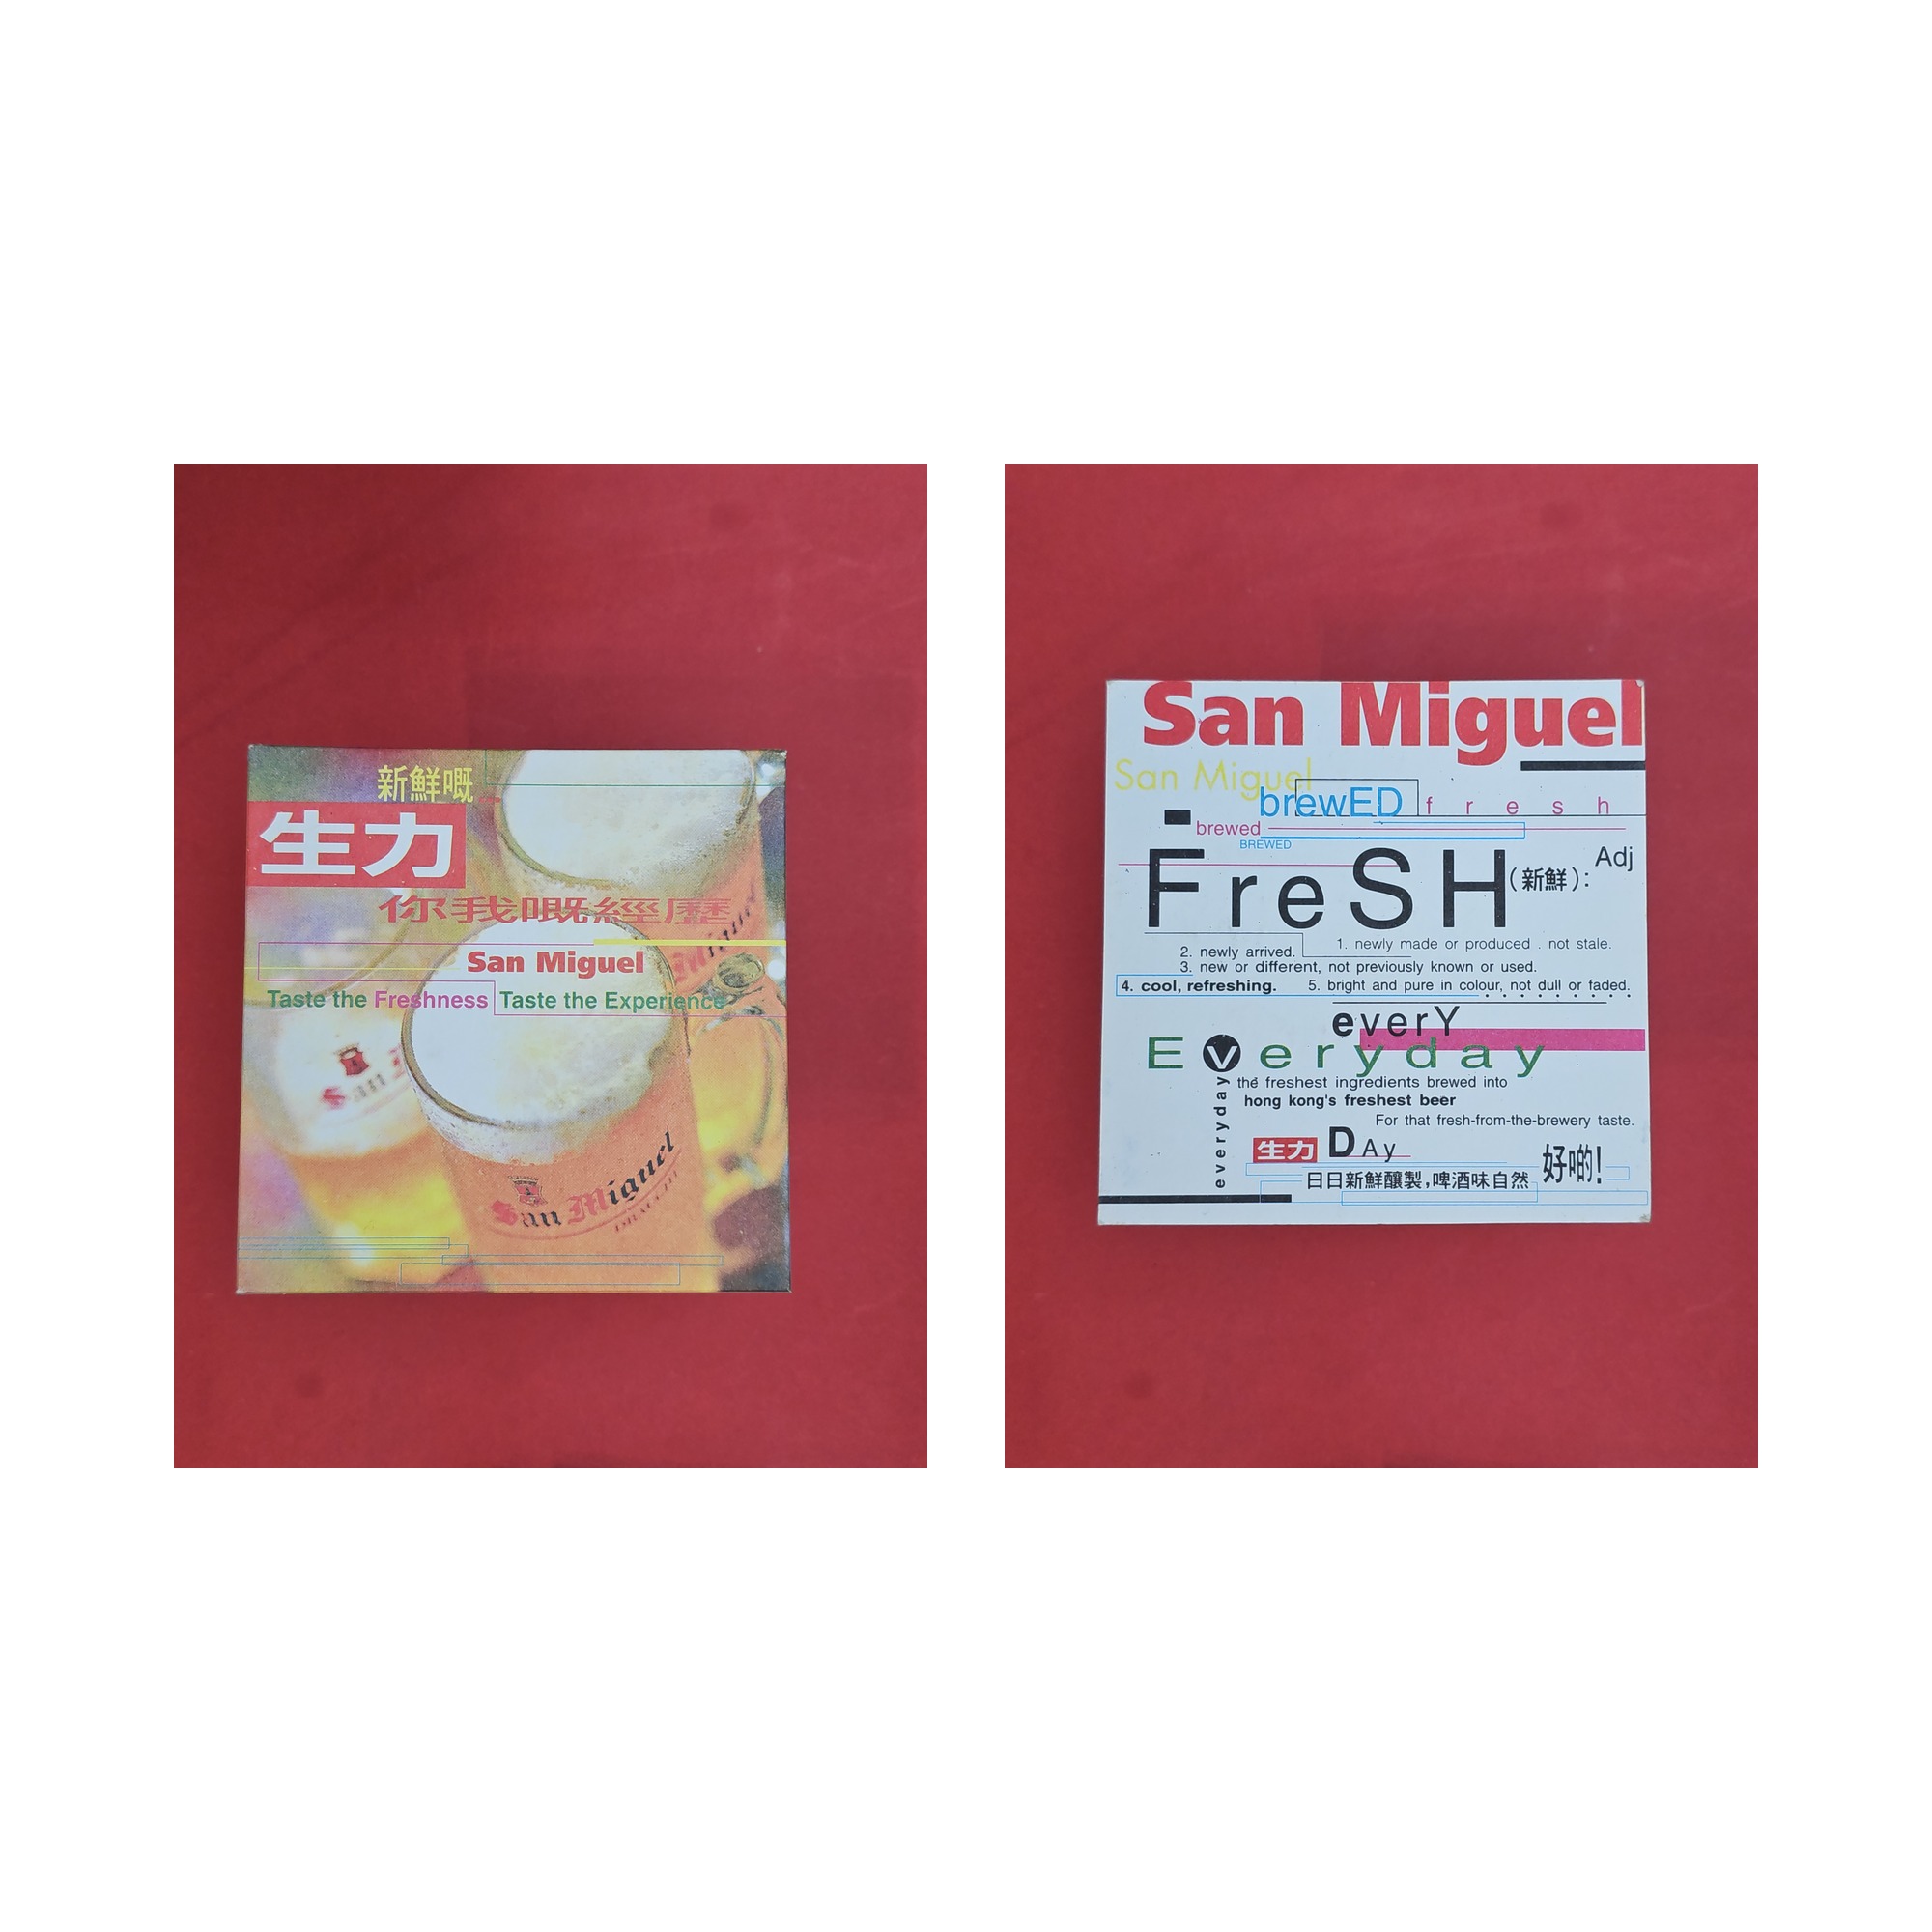 新鮮嘅
生力
你我嘅經歷
San Miguel
Taste the Freshness Taste the Experience
Miguel
San
San Miguel
DRAUGHT
San Miguel
San Miguel
brewED fresh
brewed
BREWED
FreSH (新鮮): Adj
1. newly made or produced . not stale.
2. newly arrived.
3. new or different, not previously known or used.
4. cool, refreshing. 5. bright and pure in colour, not dull or faded.
everY
Everyday
everyday
the freshest ingredients brewed into
hong kong's freshest beer
For that fresh-from-the-brewery taste.
生力 DAy
日日新鮮釀製,啤酒味自然 好啲!